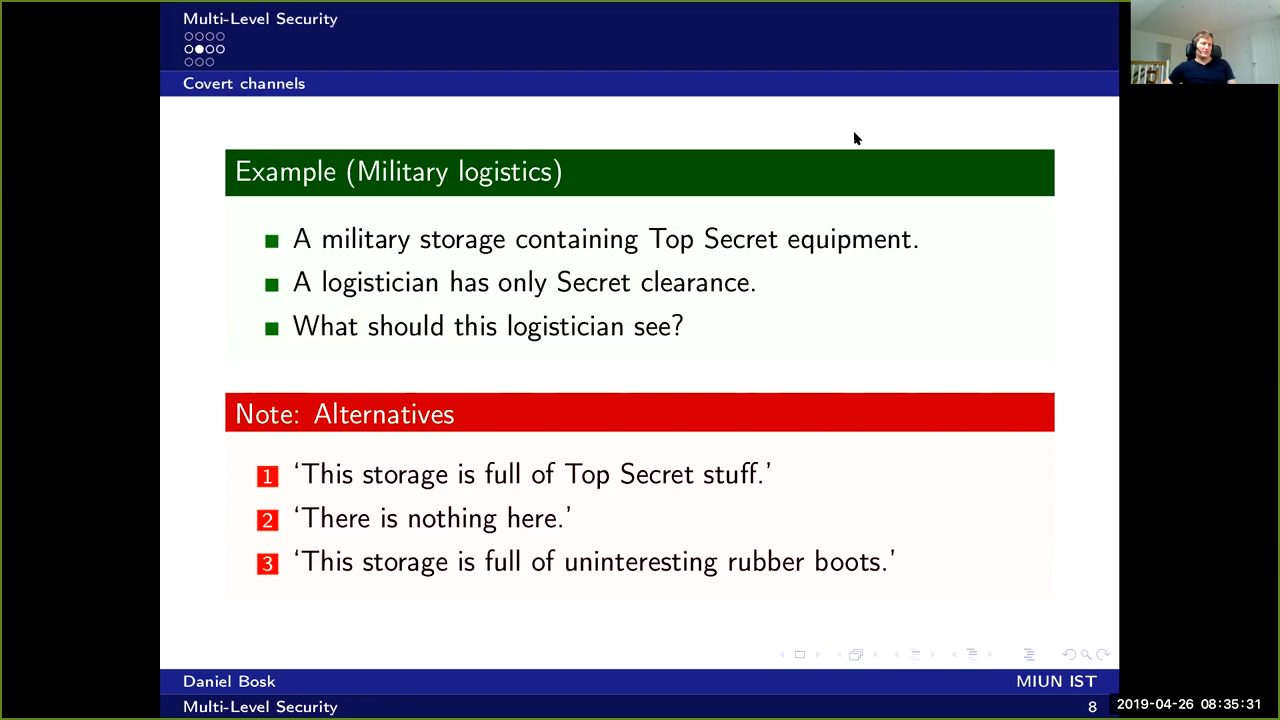 Multi-Level Security
Covert channels
Example (Military logistics)
A military storage containing Top Secret equipment.
A logistician has only Secret clearance.
What should this logistician see?
Note: Alternatives
1 ‘This storage is full of Top Secret stuff.’
2 ‘There is nothing here.’
3 ‘This storage is full of uninteresting rubber boots.’
Daniel Bosk MIUN IST
Multi-Level Security 8
2019-04-26 08:35:31